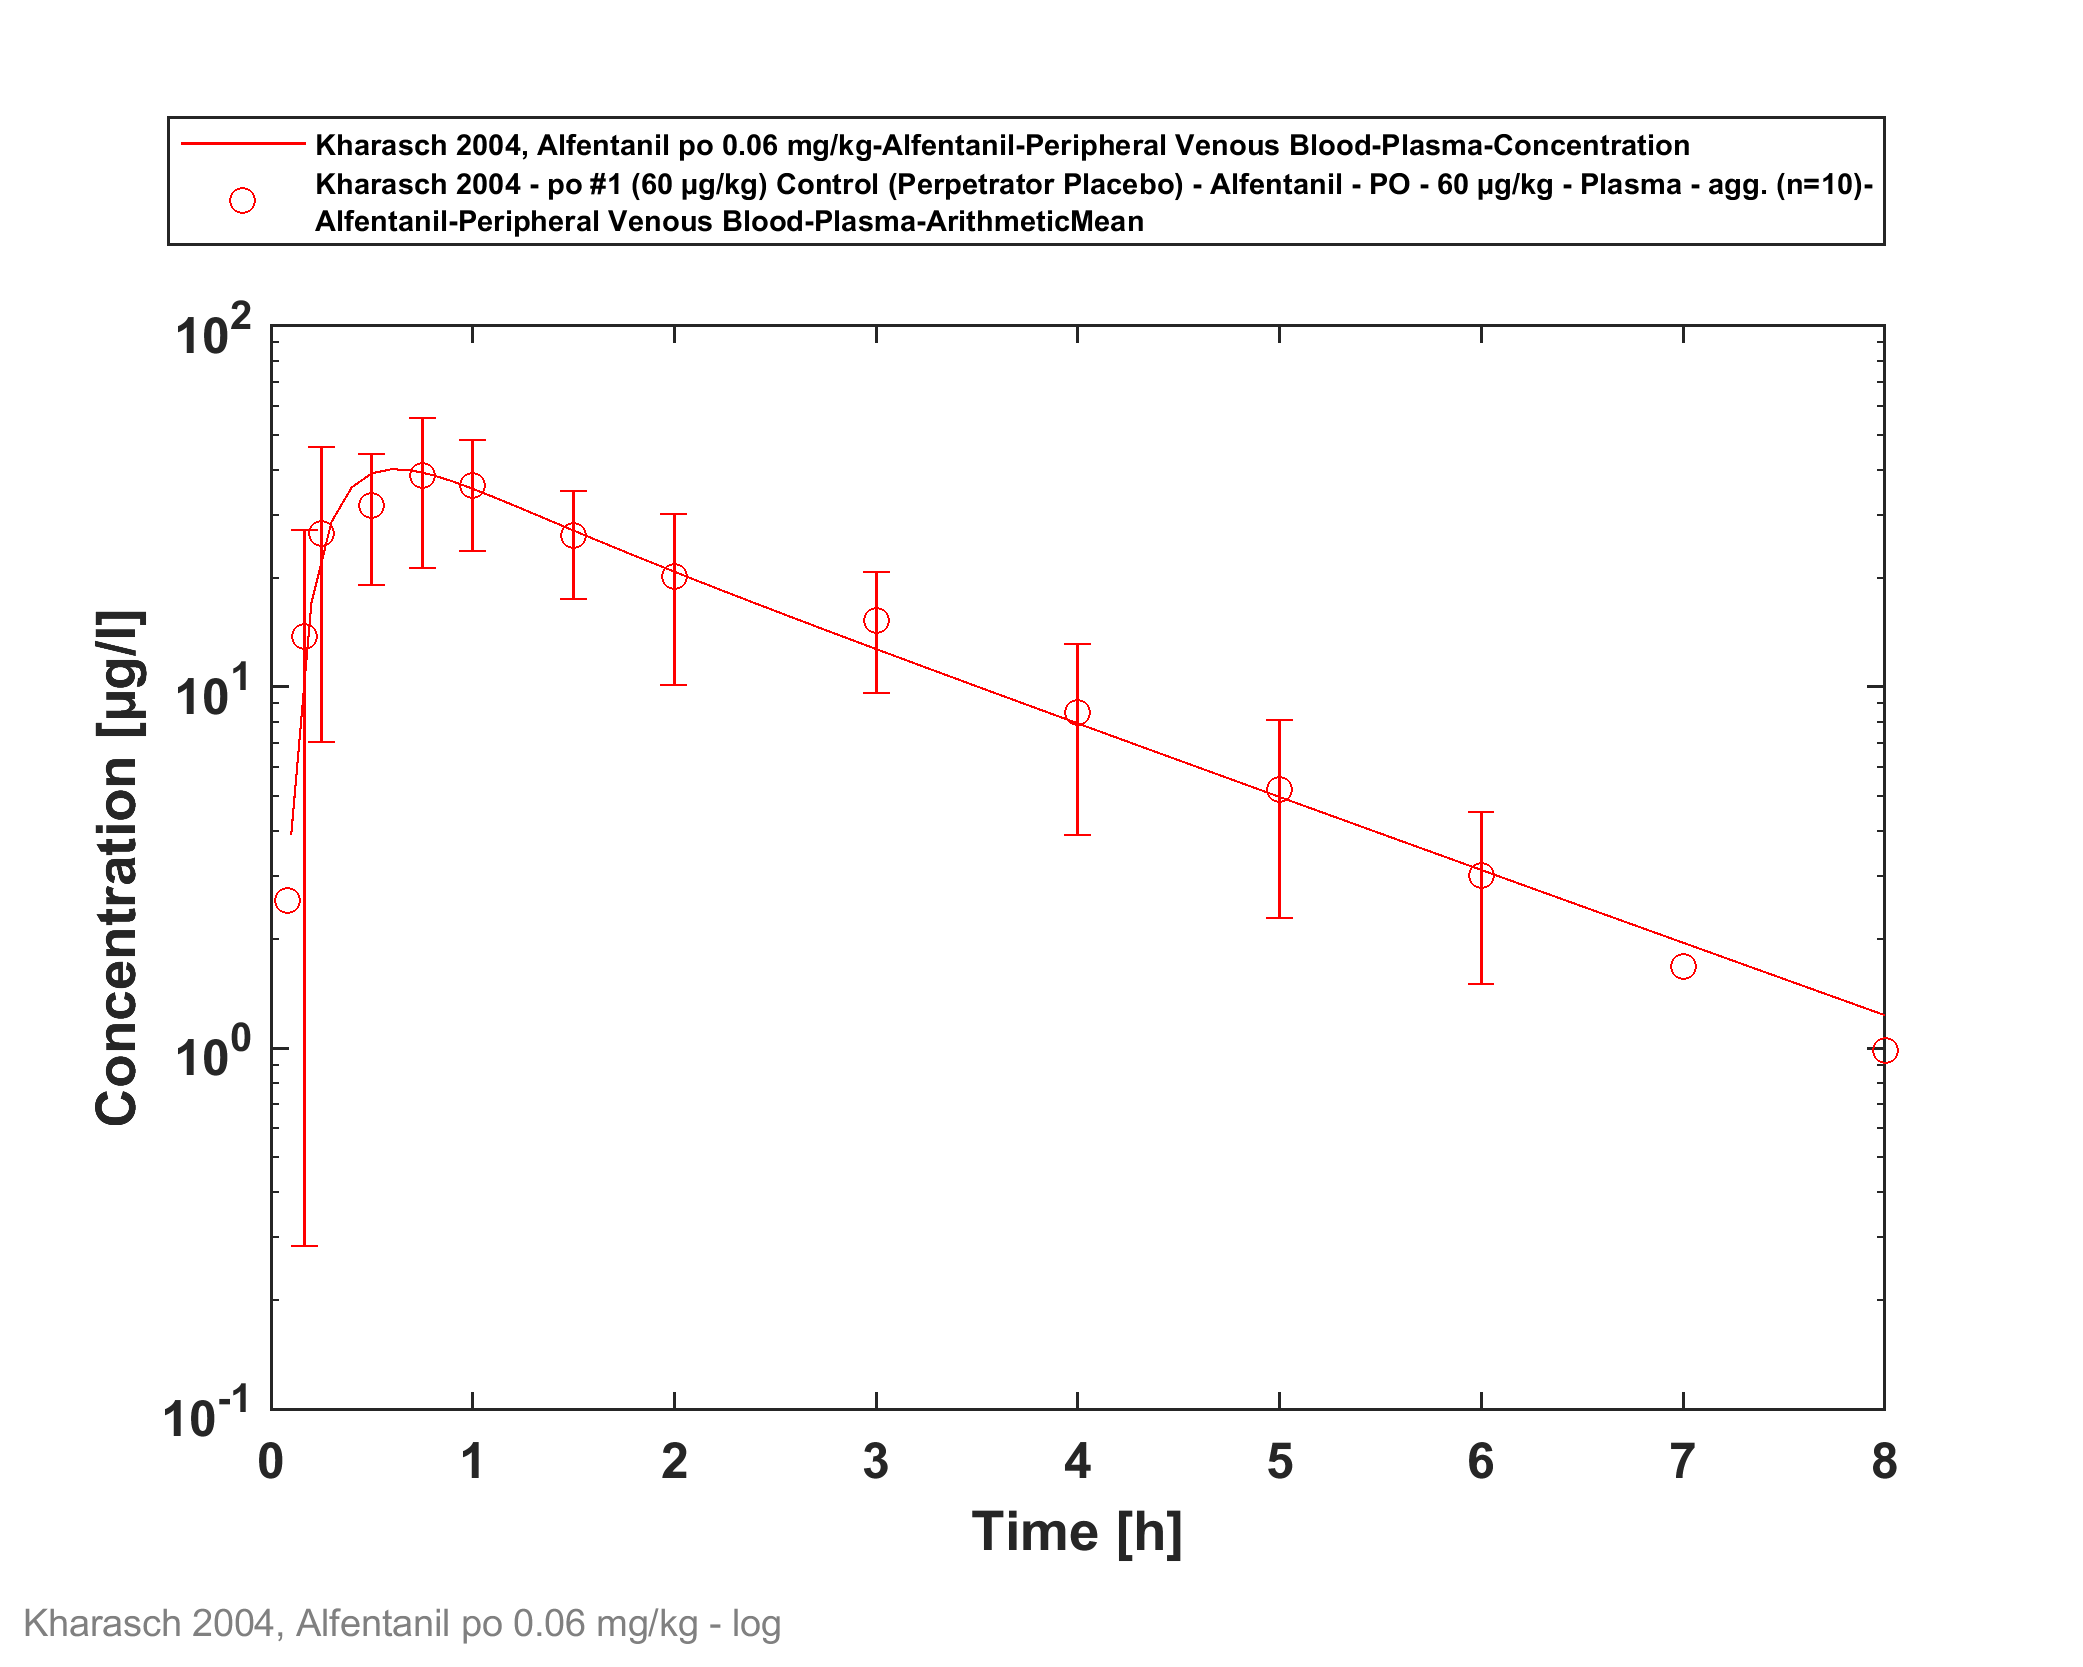 Kharasch 2004, Alfentanil po 0.06 mg/kg-Alfentanil-Peripheral Venous Blood-Plasma-Concentration
Kharasch 2004 - po #1 (60 µg/kg) Control (Perpetrator Placebo) - Alfentanil - PO - 60 µg/kg - Plasma - agg. (n=10)-
Alfentanil-Peripheral Venous Blood-Plasma-ArithmeticMean
10^2
10^1
10^0
10^-1
Concentration [µg/l]
0 1 2 3 4 5 6 7 8
Time [h]
Kharasch 2004, Alfentanil po 0.06 mg/kg - log